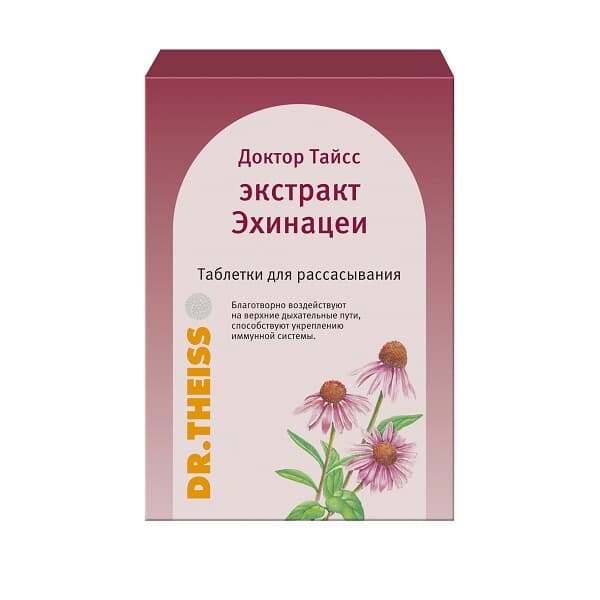 Доктор Тайсс
экстракт
Эхинацеи
Таблетки для рассасывания
Благотворно воздействуют
на верхние дыхательные пути,
способствуют укреплению
иммунной системы.
DR.THEISS